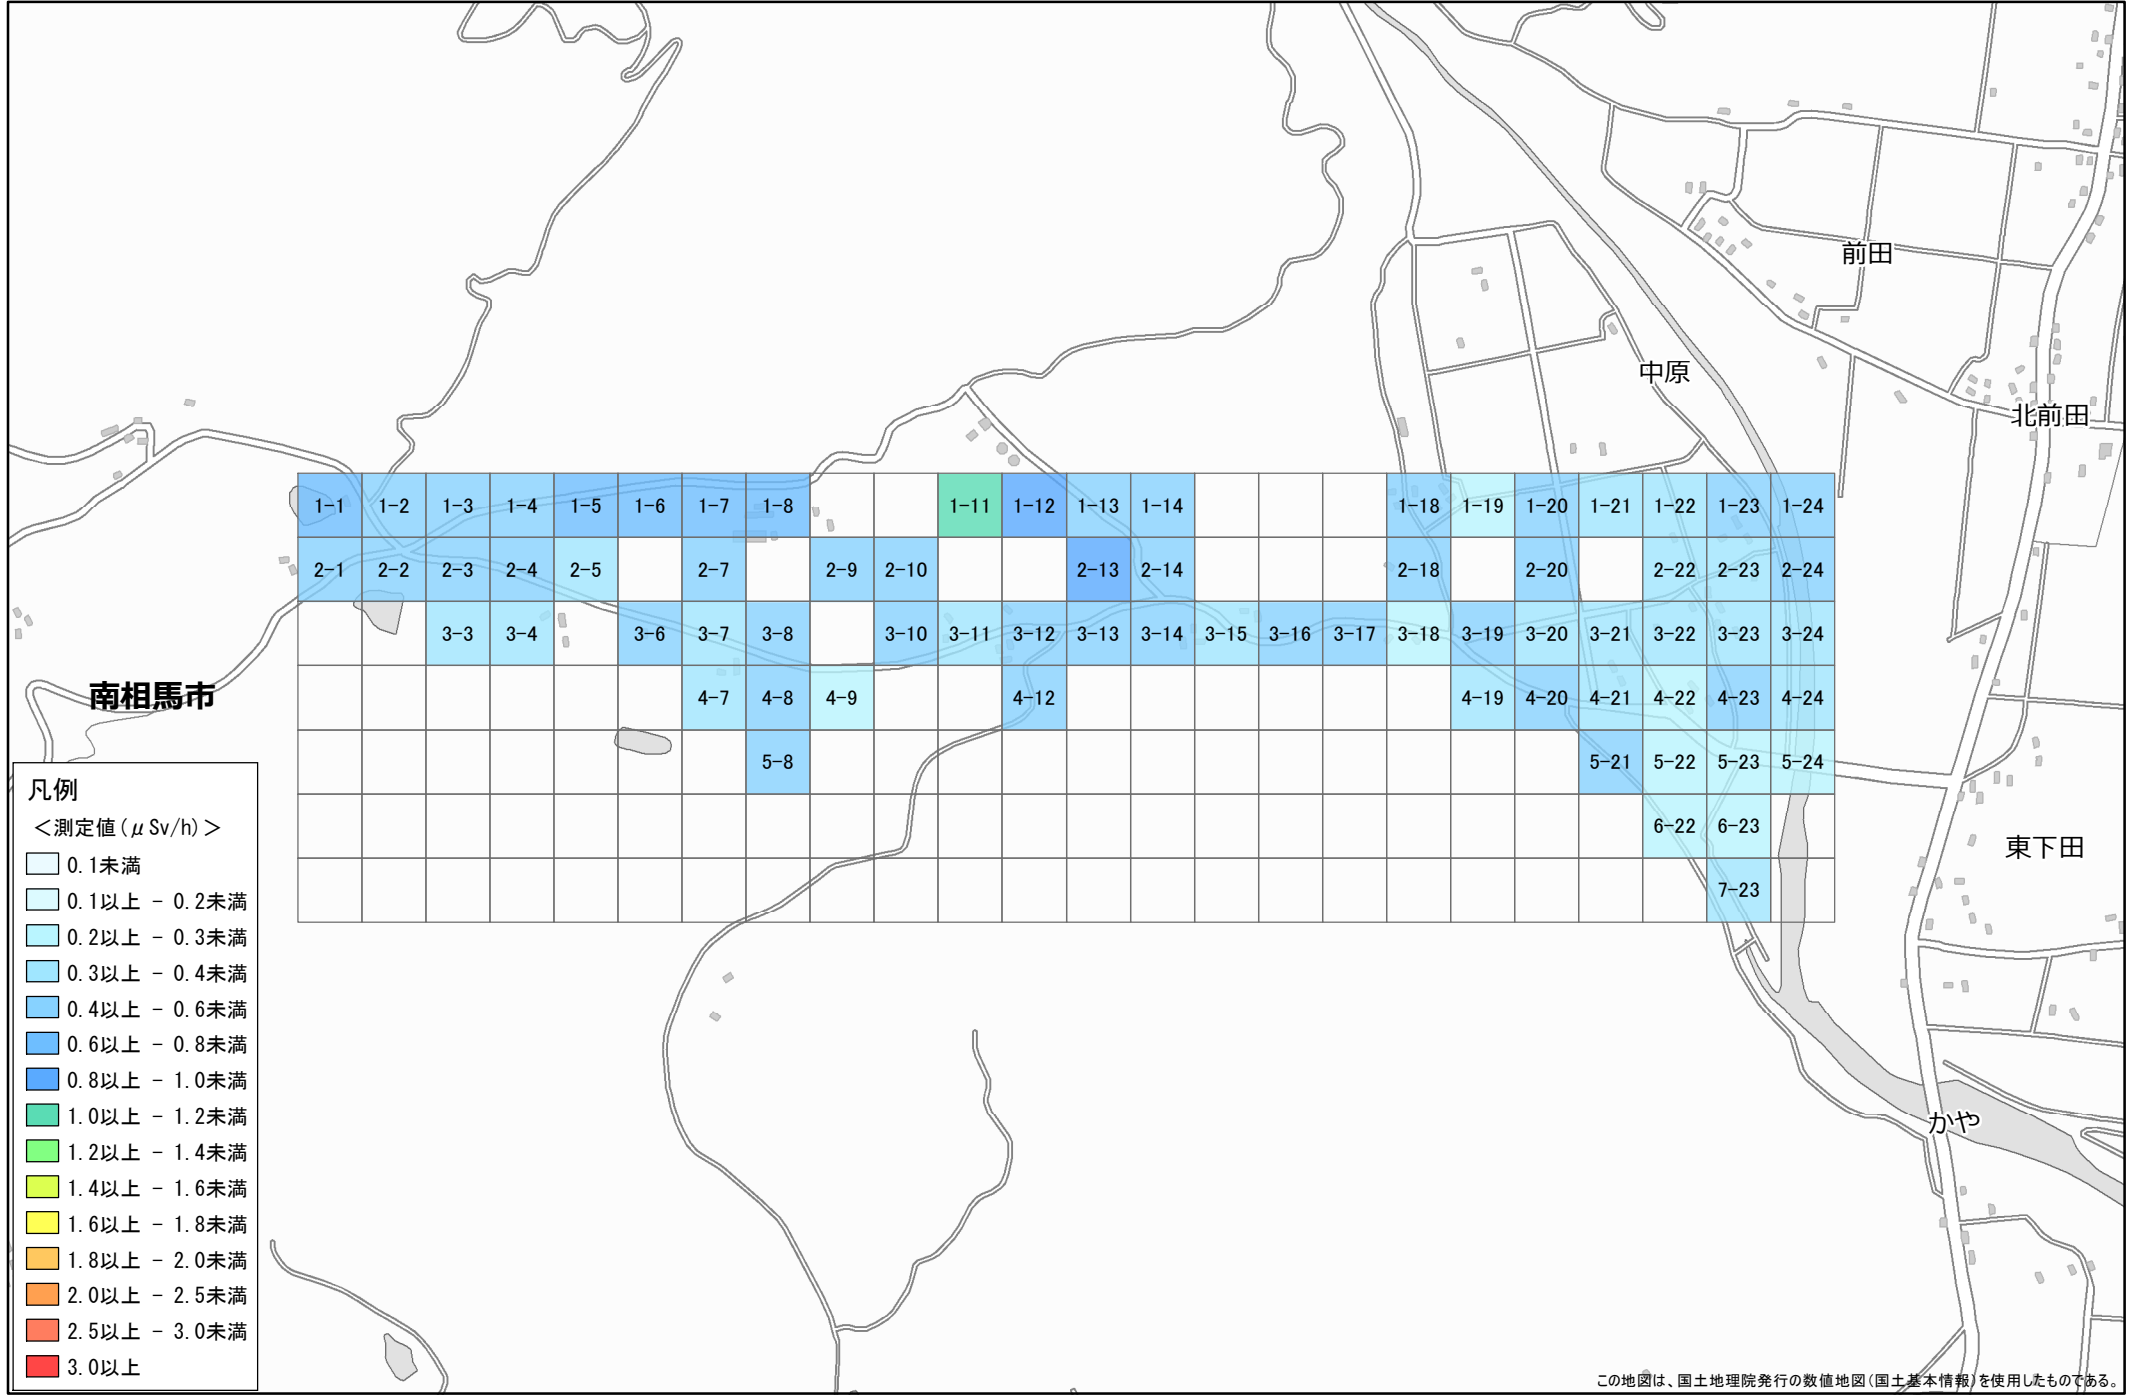 前田
中原
北前田
1-1 1-2 1-3 1-4 1-5 1-6 1-7 1-8 1-11 1-12 1-13 1-14 1-18 1-19 1-20 1-21 1-22 1-23 1-24
2-1 2-2 2-3 2-4 2-5 2-7 2-9 2-10 2-13 2-14 2-18 2-20 2-22 2-23 2-24
3-3 3-4 3-6 3-7 3-8 3-10 3-11 3-12 3-13 3-14 3-15 3-16 3-17 3-18 3-19 3-20 3-21 3-22 3-23 3-24
南相馬市
4-7 4-8 4-9 4-12 4-19 4-20 4-21 4-22 4-23 4-24
5-8 5-21 5-22 5-23 5-24
6-22 6-23
東下田
7-23
かや
凡例
＜測定値(μSv/h)＞
0.1未満
0.1以上 - 0.2未満
0.2以上 - 0.3未満
0.3以上 - 0.4未満
0.4以上 - 0.6未満
0.6以上 - 0.8未満
0.8以上 - 1.0未満
1.0以上 - 1.2未満
1.2以上 - 1.4未満
1.4以上 - 1.6未満
1.6以上 - 1.8未満
1.8以上 - 2.0未満
2.0以上 - 2.5未満
2.5以上 - 3.0未満
3.0以上
この地図は、国土地理院発行の数値地図(国土基本情報)を使用したものである。